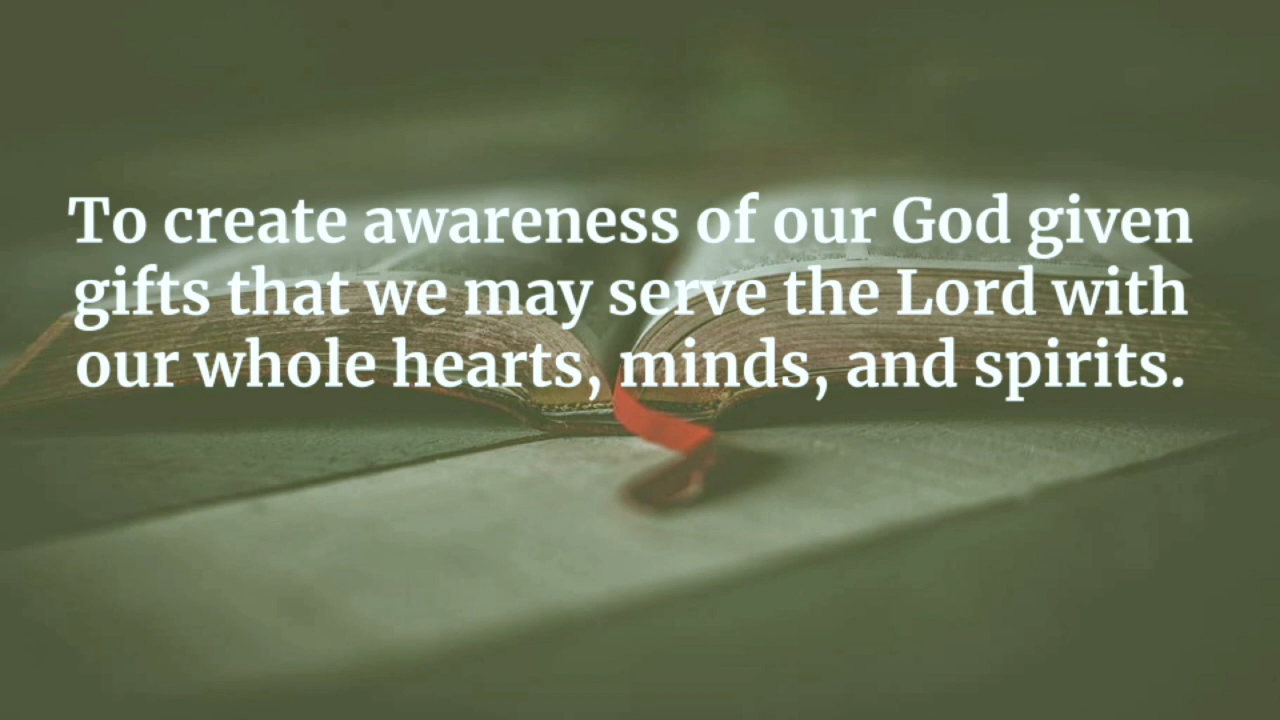 To create awareness of our God given
gifts that we may serve the Lord with
our whole hearts, minds, and spirits.